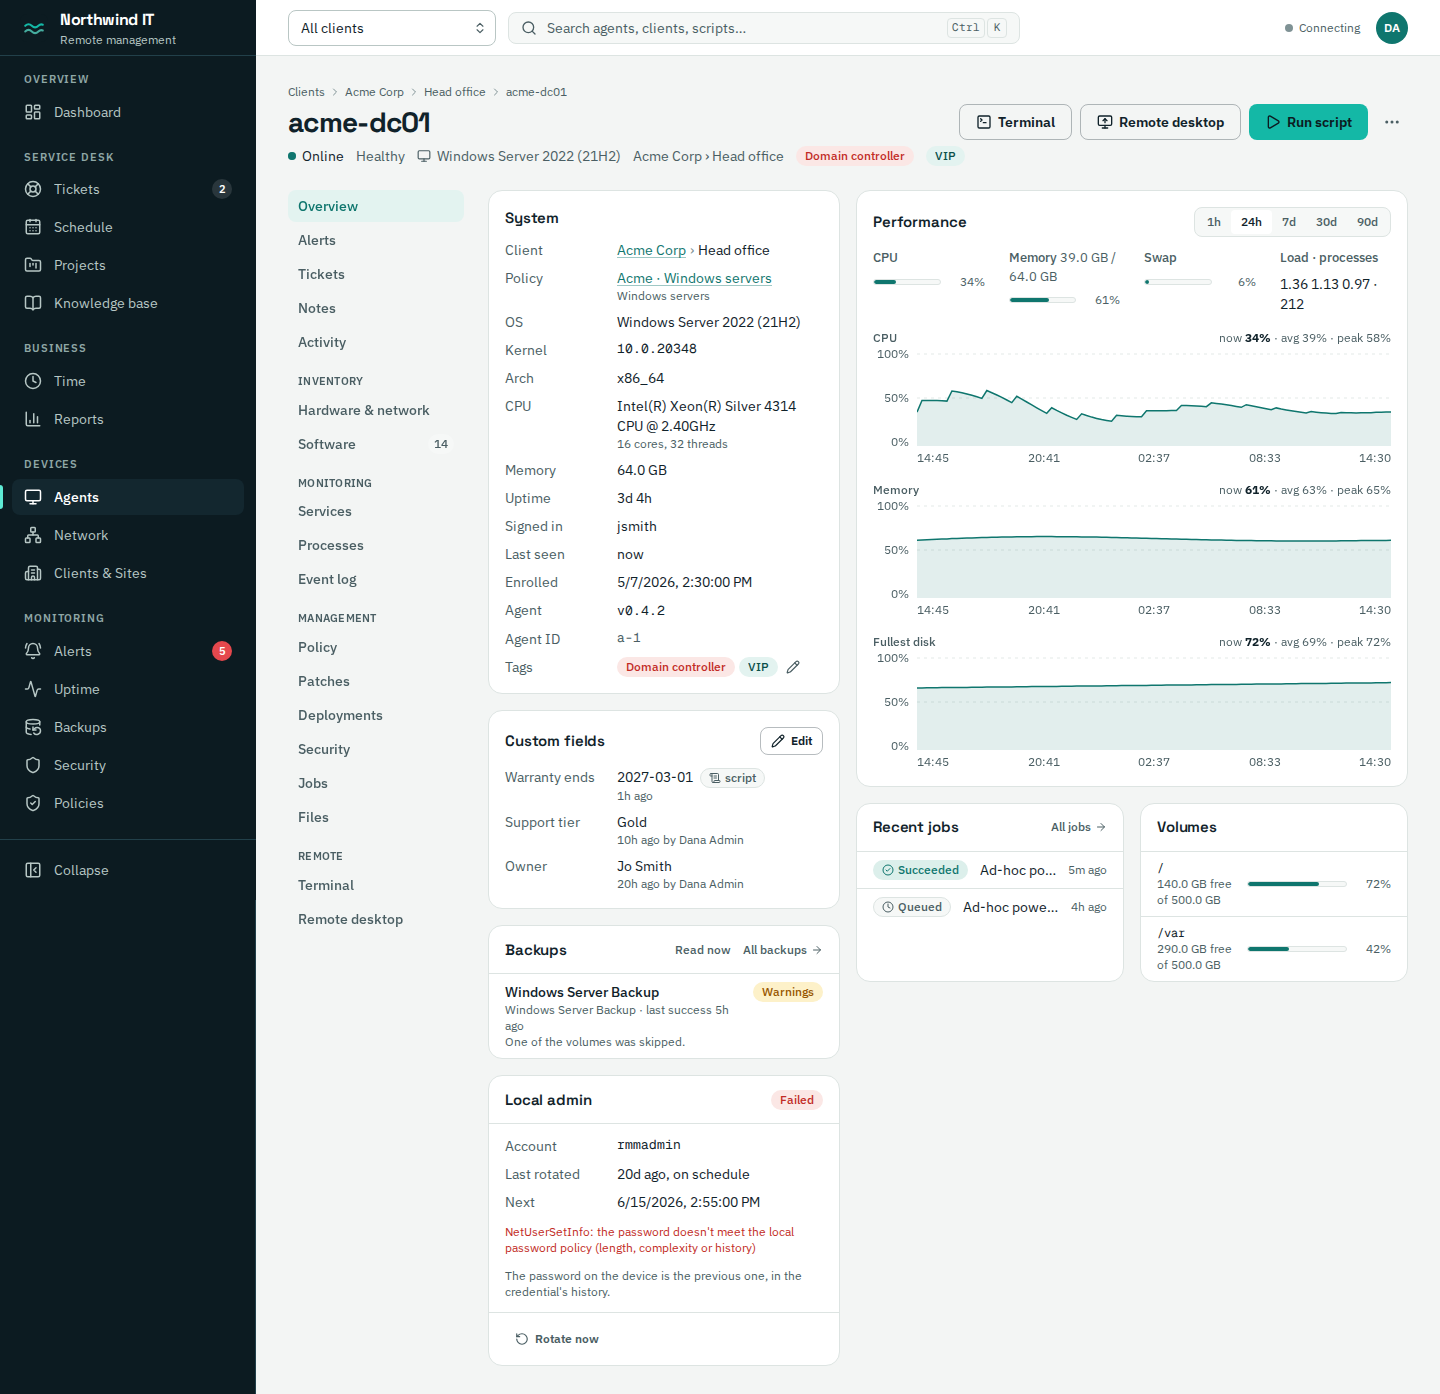 Northwind IT
Remote management
All clients
Search agents, clients, scripts...
Ctrl K
Connecting
DA
OVERVIEW
Dashboard
SERVICE DESK
Tickets 2
Schedule
Projects
Knowledge base
BUSINESS
Time
Reports
DEVICES
Agents
Network
Clients & Sites
MONITORING
Alerts 5
Uptime
Backups
Security
Policies
Collapse
Clients > Acme Corp > Head office > acme-dc01
acme-dc01
Terminal
Remote desktop
Run script
Online Healthy Windows Server 2022 (21H2) Acme Corp › Head office Domain controller VIP
Overview
Alerts
Tickets
Notes
Activity
INVENTORY
Hardware & network
Software 14
MONITORING
Services
Processes
Event log
MANAGEMENT
Policy
Patches
Deployments
Security
Jobs
Files
REMOTE
Terminal
Remote desktop
System
Client Acme Corp › Head office
Policy Acme · Windows servers
Windows servers
OS Windows Server 2022 (21H2)
Kernel 10.0.20348
Arch x86_64
CPU Intel(R) Xeon(R) Silver 4314
CPU @ 2.40GHz
16 cores, 32 threads
Memory 64.0 GB
Uptime 3d 4h
Signed in jsmith
Last seen now
Enrolled 5/7/2026, 2:30:00 PM
Agent v0.4.2
Agent ID a-1
Tags Domain controller VIP
Custom fields
Edit
Warranty ends 2027-03-01 script
1h ago
Support tier Gold
10h ago by Dana Admin
Owner Jo Smith
20h ago by Dana Admin
Backups Read now All backups
Windows Server Backup Warnings
Windows Server Backup · last success 5h
ago
One of the volumes was skipped.
Local admin Failed
Account rmmadmin
Last rotated 20d ago, on schedule
Next 6/15/2026, 2:55:00 PM
NetUserSetInfo: the password doesn't meet the local
password policy (length, complexity or history)
The password on the device is the previous one, in the
credential's history.
Rotate now
Performance
1h 24h 7d 30d 90d
CPU
34%
Memory 39.0 GB /
64.0 GB
61%
Swap
6%
Load · processes
1.36 1.13 0.97 ·
212
CPU now 34% · avg 39% · peak 58%
100%
50%
0%
14:45 20:41 02:37 08:33 14:30
Memory now 61% · avg 63% · peak 65%
100%
50%
0%
14:45 20:41 02:37 08:33 14:30
Fullest disk now 72% · avg 69% · peak 72%
100%
50%
0%
14:45 20:41 02:37 08:33 14:30
Recent jobs All jobs
Succeeded Ad-hoc po... 5m ago
Queued Ad-hoc powe... 4h ago
Volumes
/
140.0 GB free
of 500.0 GB
72%
/var
290.0 GB free
of 500.0 GB
42%